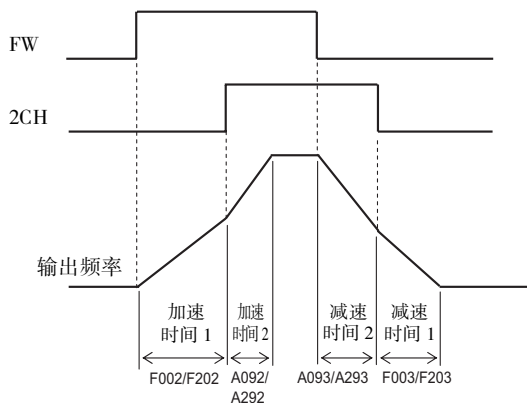 FW
2CH
输出频率
加速
时间 1
加速
时间 2
减速
时间 2
减速
时间 1
F002/F202
A092/
A292
A093/A293
F003/F203